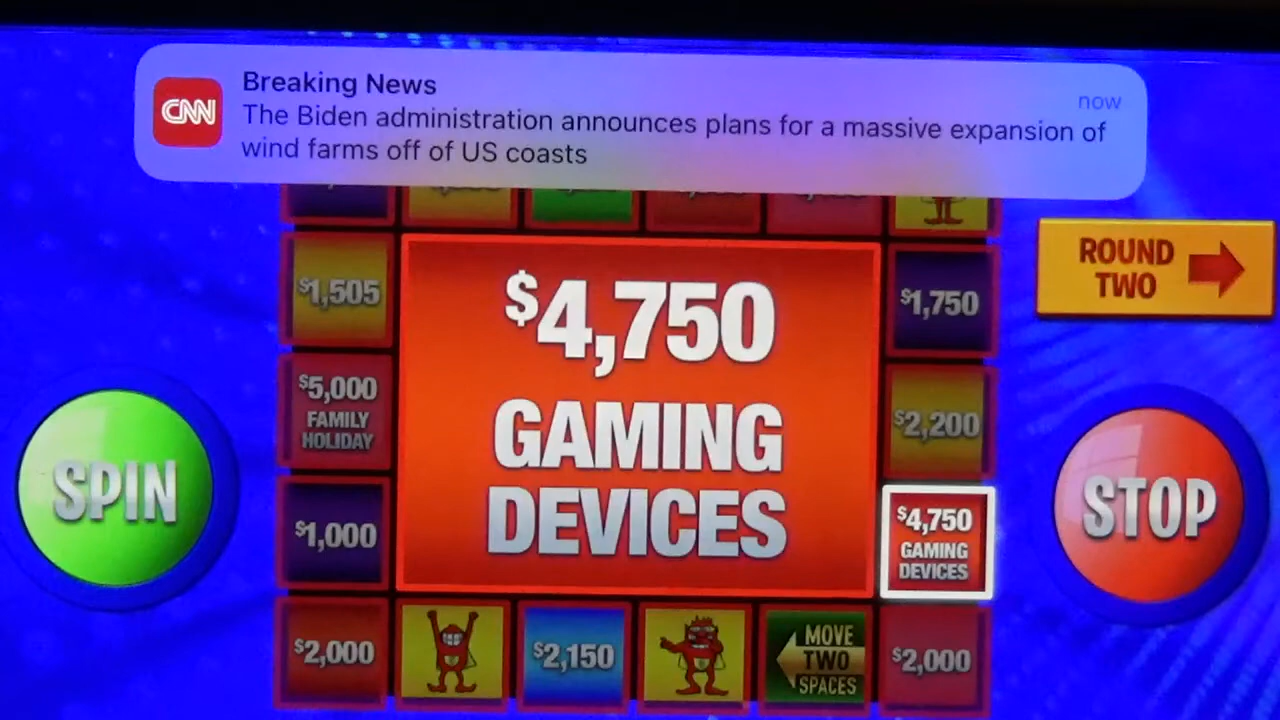 Breaking News
now
CNN
The Biden administration announces plans for a massive expansion of
wind farms off of US coasts
ROUND
TWO
$1,505
$4,750
GAMING
DEVICES
$1,750
$5,000
FAMILY
HOLIDAY
$2,200
SPIN
$1,000
$4,750
GAMING
DEVICES
STOP
$2,000
$2,150
MOVE
TWO
SPACES
$2,000